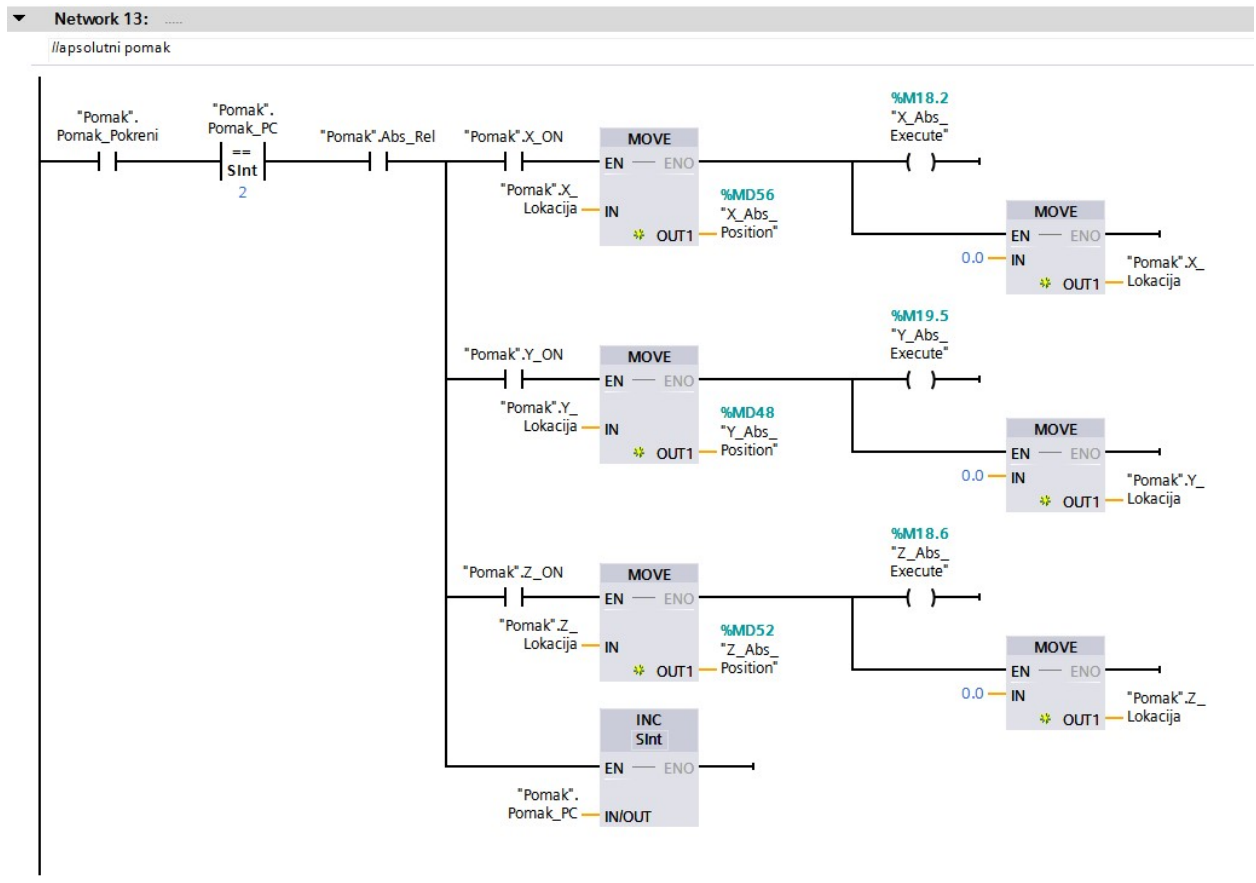 Network 13: .....
//apsolutni pomak
"Pomak".
Pomak_Pokreni
"Pomak".
Pomak_PC
==
SInt
2
"Pomak".Abs_Rel
"Pomak".X_ON
MOVE
EN
ENO
"Pomak".X_
Lokacija
IN
OUT1
%MD56
"X_Abs_
Position"
%M18.2
"X_Abs_
Execute"
MOVE
EN
ENO
0.0
IN
OUT1
"Pomak".X_
Lokacija
"Pomak".Y_ON
MOVE
EN
ENO
"Pomak".Y_
Lokacija
IN
OUT1
%MD48
"Y_Abs_
Position"
%M19.5
"Y_Abs_
Execute"
MOVE
EN
ENO
0.0
IN
OUT1
"Pomak".Y_
Lokacija
"Pomak".Z_ON
MOVE
EN
ENO
"Pomak".Z_
Lokacija
IN
OUT1
%MD52
"Z_Abs_
Position"
%M18.6
"Z_Abs_
Execute"
MOVE
EN
ENO
0.0
IN
OUT1
"Pomak".Z_
Lokacija
INC
SInt
EN
ENO
"Pomak".
Pomak_PC
IN/OUT